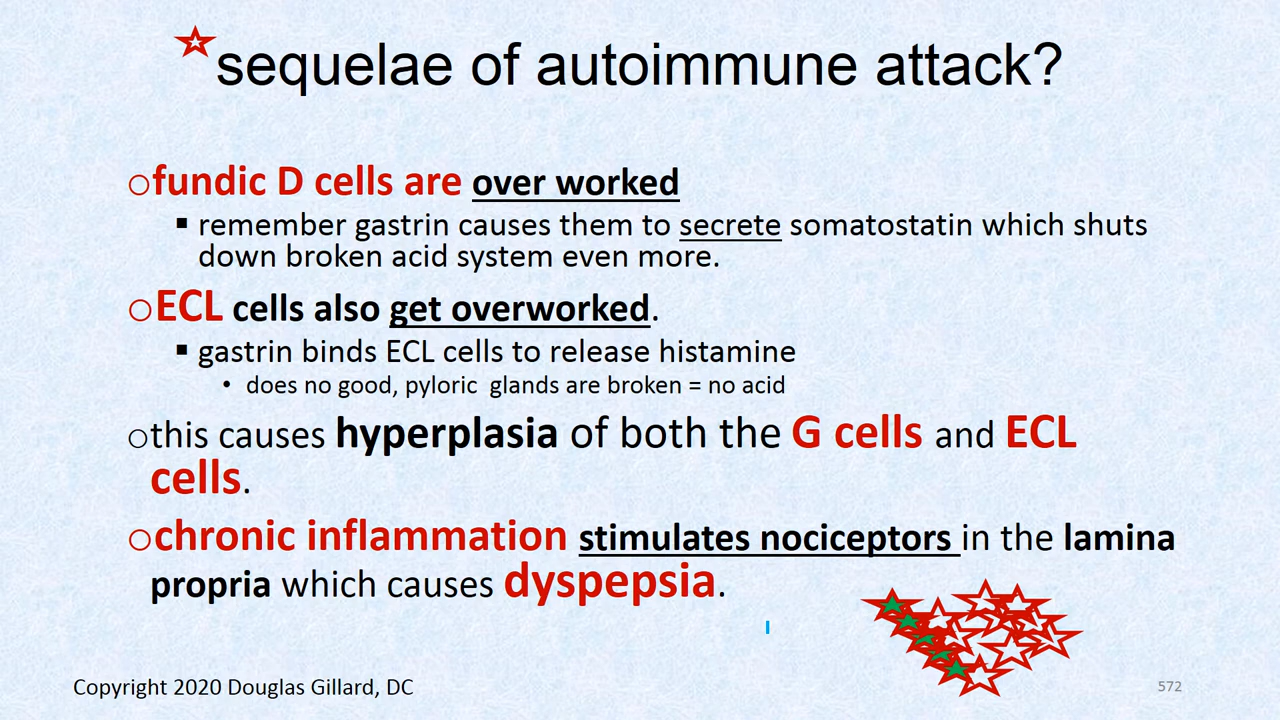 sequelae of autoimmune attack?
○fundic D cells are over worked
▪ remember gastrin causes them to secrete somatostatin which shuts
down broken acid system even more.
○ECL cells also get overworked.
▪ gastrin binds ECL cells to release histamine
• does no good, pyloric glands are broken = no acid
○this causes hyperplasia of both the G cells and ECL
cells.
○chronic inflammation stimulates nociceptors in the lamina
propria which causes dyspepsia.
Copyright 2020 Douglas Gillard, DC
572